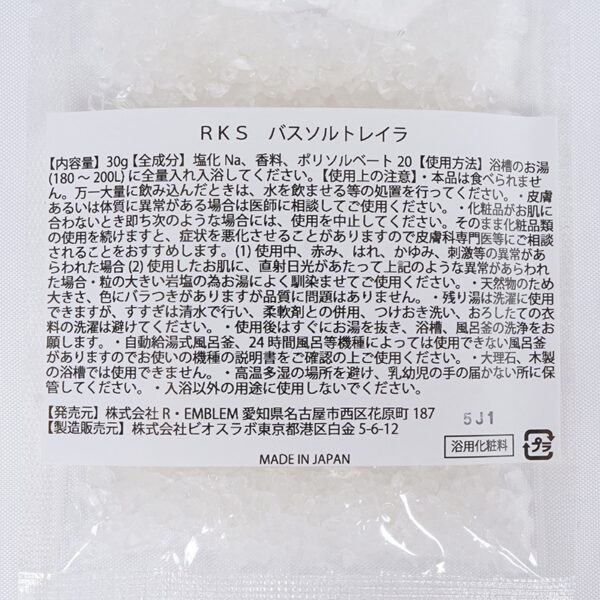 RKS バスソルトレイラ
【内容量】30g【全成分】塩化 Na、香料、ポリソルベート 20【使用方法】浴槽のお湯
(180 ～ 200L) に全量入れ入浴してください。【使用上の注意】・本品は食べられませ
ん。万一大量に飲み込んだときは、水を飲ませる等の処置を行ってください。・皮膚
あるいは体質に異常がある場合は医師に相談してご使用ください。・化粧品がお肌に
合わないとき即ち次のような場合には、使用を中止してください。そのまま化粧品類
の使用を続けますと、症状を悪化させることがありますので皮膚科専門医等にご相談
されることをおすすめします。(1) 使用中、赤み、はれ、かゆみ、刺激等の異常があ
らわれた場合 (2) 使用したお肌に、直射日光があたって上記のような異常があらわれ
た場合・粒の大きい岩塩の為お湯によく馴染ませてご使用ください。・天然物のため
大きさ、色にバラつきがありますが品質に問題はありません。・残り湯は洗濯に使用
できますが、すすぎは清水で行い、柔軟剤との併用、つけおき洗い、おろしたての衣
料の洗濯は避けてください。・使用後はすぐにお湯を抜き、浴槽、風呂釜の洗浄をお
願します。・自動給湯式風呂釜、24 時間風呂等機種によっては使用できない風呂釜
がありますのでお使いの機種の説明書をご確認の上ご使用ください。・大理石、木製
の浴槽では使用できません。・高温多湿の場所を避け、乳幼児の手の届かない所に保
管してください。・入浴以外の用途に使用しないでください。
【発売元】株式会社 R・EMBLEM 愛知県名古屋市西区花原町 187
【製造販売元】株式会社ビオスラボ東京都港区白金 5-6-12
5J1
浴用化粧料
プラ
MADE IN JAPAN